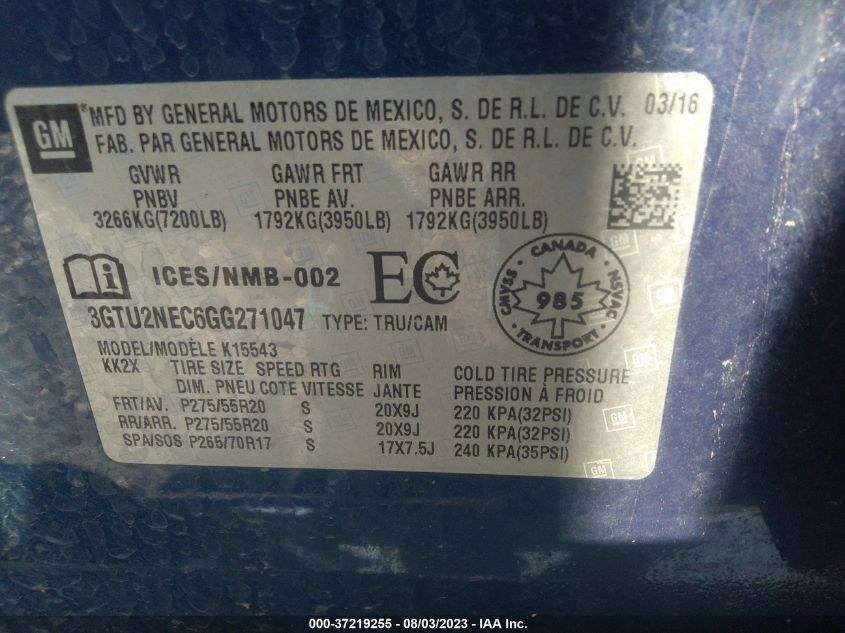 GM
MFD BY GENERAL MOTORS DE MEXICO, S. DE R.L. DE C.V. 03/16
FAB. PAR GENERAL MOTORS DE MEXICO, S. DE R.L. DE C.V.
GVWR GAWR FRT GAWR RR
PNBV PNBE AV. PNBE ARR.
3266KG(7200LB) 1792KG(3950LB) 1792KG(3950LB)
ICES/NMB-002 EC
CANADA
CMVSS 985 NSVAC
TRANSPORT
3GTU2NEC6GG271047 TYPE: TRU/CAM
MODEL/MODÈLE K15543
KK2X TIRE SIZE SPEED RTG RIM COLD TIRE PRESSURE
DIM. PNEU COTE VITESSE JANTE PRESSION À FROID
FRT/AV. P275/55R20 S 20X9J 220 KPA(32PSI)
RR/ARR. P275/55R20 S 20X9J 220 KPA(32PSI)
SPA/SOS P265/70R17 S 17X7.5J 240 KPA(35PSI)
000-37219255 - 08/03/2023 - IAA Inc.